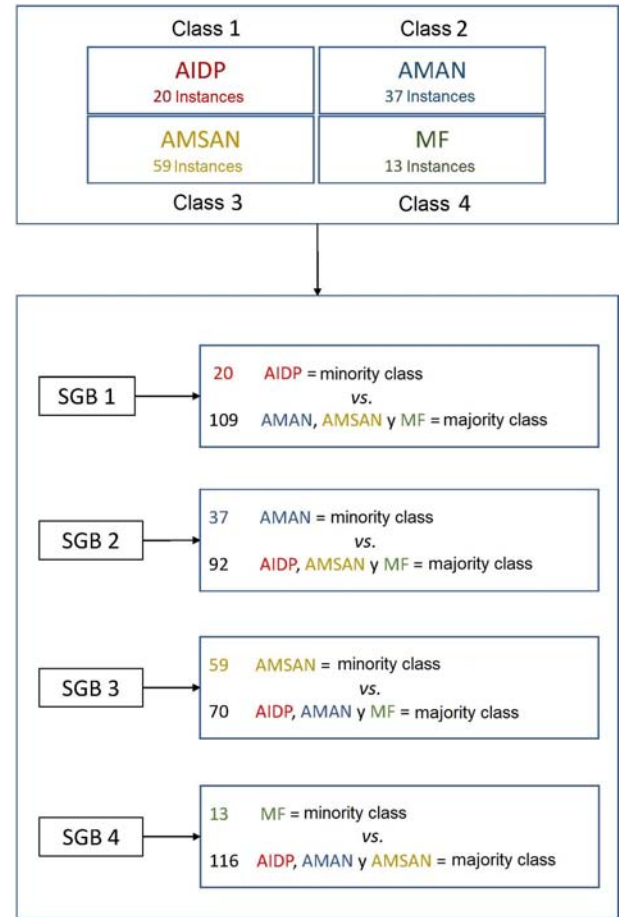 Class 1 Class 2
AIDP AMAN
20 Instances 37 Instances
AMSAN MF
59 Instances 13 Instances
Class 3 Class 4
SGB 1
20 AIDP = minority class
vs.
109 AMAN, AMSAN y MF = majority class
SGB 2
37 AMAN = minority class
vs.
92 AIDP, AMSAN y MF = majority class
SGB 3
59 AMSAN = minority class
vs.
70 AIDP, AMAN y MF = majority class
SGB 4
13 MF = minority class
vs.
116 AIDP, AMAN y AMSAN = majority class